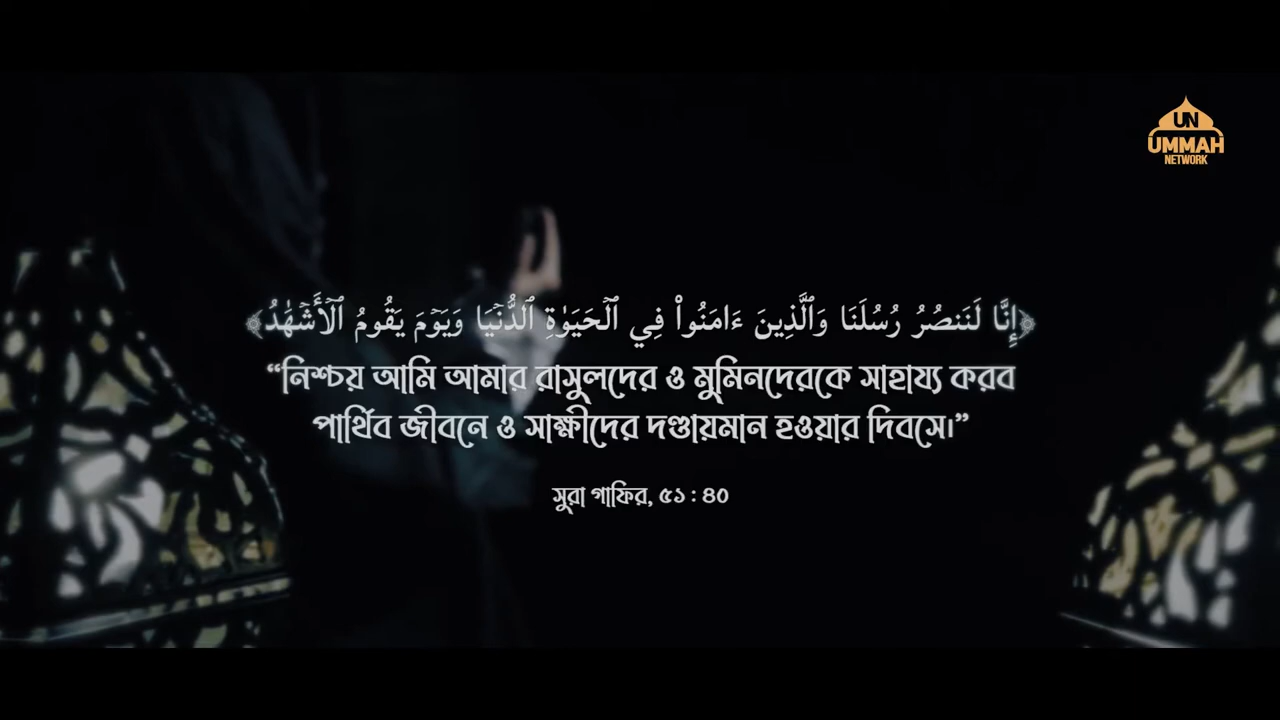 UN
UMMAH
NETWORK
﴿إِنَّا لَنَنصُرُ رُسُلَنَا وَٱلَّذِينَ ءَامَنُوا۟ فِي ٱلۡحَيَوٰةِ ٱلدُّنۡيَا وَيَوۡمَ يَقُومُ ٱلۡأَشۡهَٰدُ﴾
“নিশ্চয় আমি আমার রাসুলদের ও মুমিনদেরকে সাহায্য করব
পার্থিব জীবনে ও সাক্ষীদের দণ্ডায়মান হওয়ার দিবসে।”
সুরা গাফির, ৫১ : ৪০